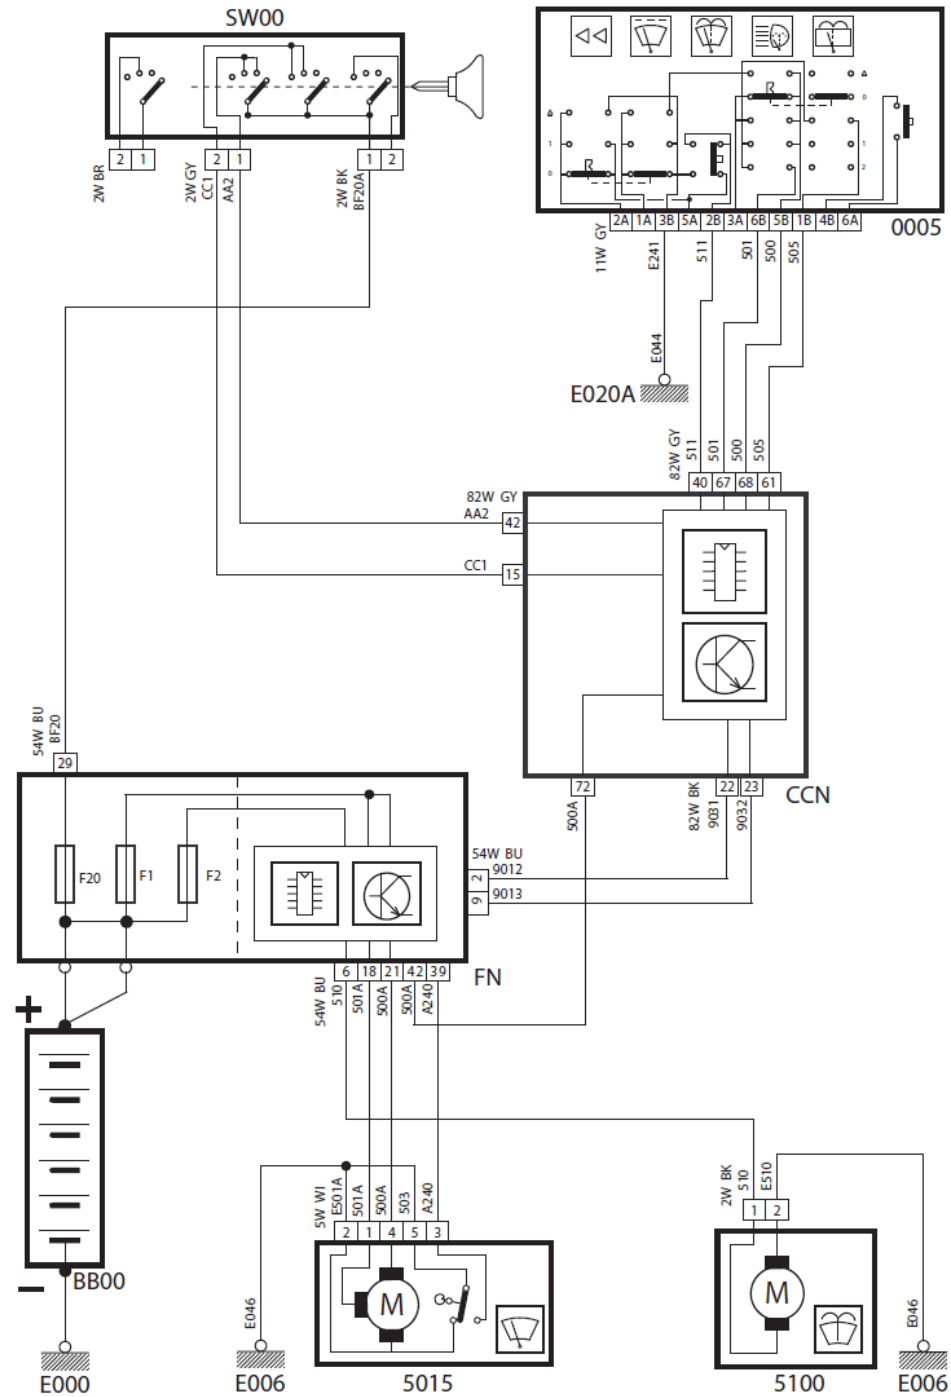 SW00
2 1
2 1
1 2
2W BR
2W GY
CC1
AA2
2W BK
BF20A
0
1
2
1
0
2A 1A 3B 5A 2B 3A 6B 5B 1B 4B 6A
0005
11W GY
E241
511
501
500
505
E044
E020A
82W GY
511
501
500
505
40 67 68 61
82W GY
AA2
42
CC1
15
54W BU
BF20
29
72
22 23
CCN
500A
82W BK
9031
9032
F20
F1
F2
54W BU
2
9012
9
9013
6 18 21 42 39
FN
54W BU
510
501A
500A
500A
A240
+
−
BB00
E000
5W WI
E501A
501A
500A
503
A240
2 1 4 5 3
M
E046
E006
5015
2W BK
510
E510
1 2
M
E046
5100
E006